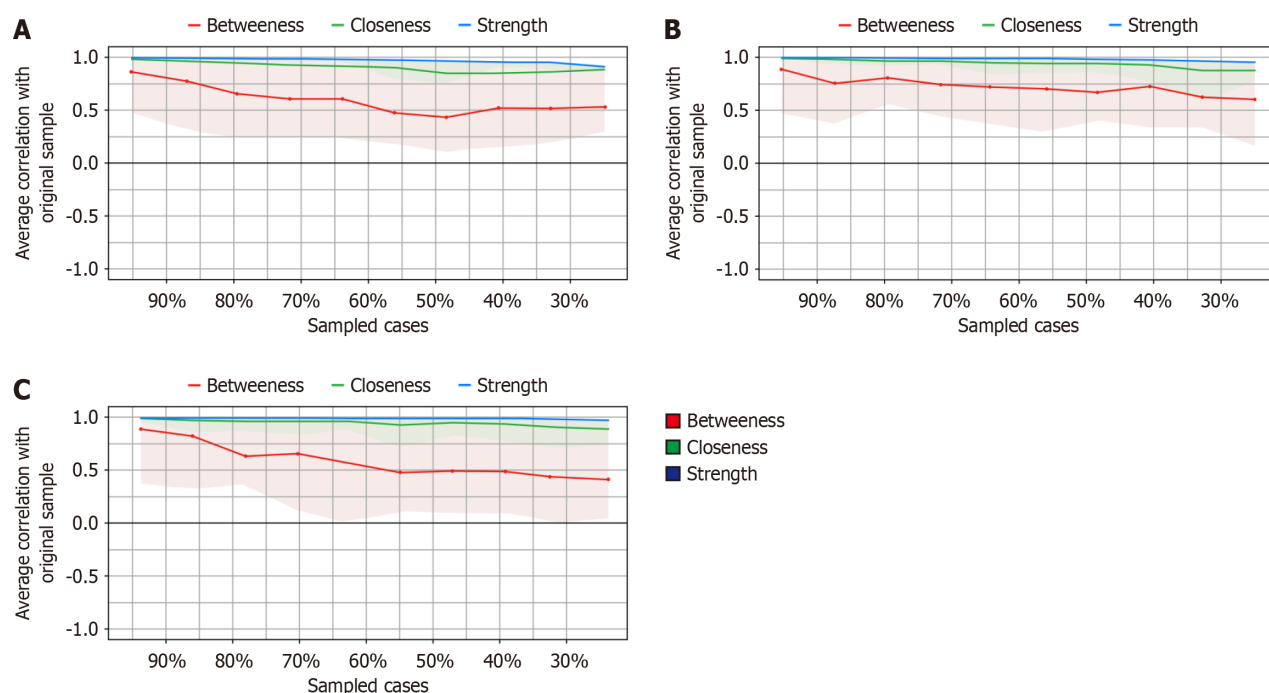 A
Betweeness Closeness Strength
Average correlation with
original sample
1.0
0.5
0.0
-0.5
-1.0
90% 80% 70% 60% 50% 40% 30%
Sampled cases
B
Betweeness Closeness Strength
Average correlation with
original sample
1.0
0.5
0.0
-0.5
-1.0
90% 80% 70% 60% 50% 40% 30%
Sampled cases
C
Betweeness Closeness Strength
Average correlation with
original sample
1.0
0.5
0.0
-0.5
-1.0
90% 80% 70% 60% 50% 40% 30%
Sampled cases
Betweeness
Closeness
Strength